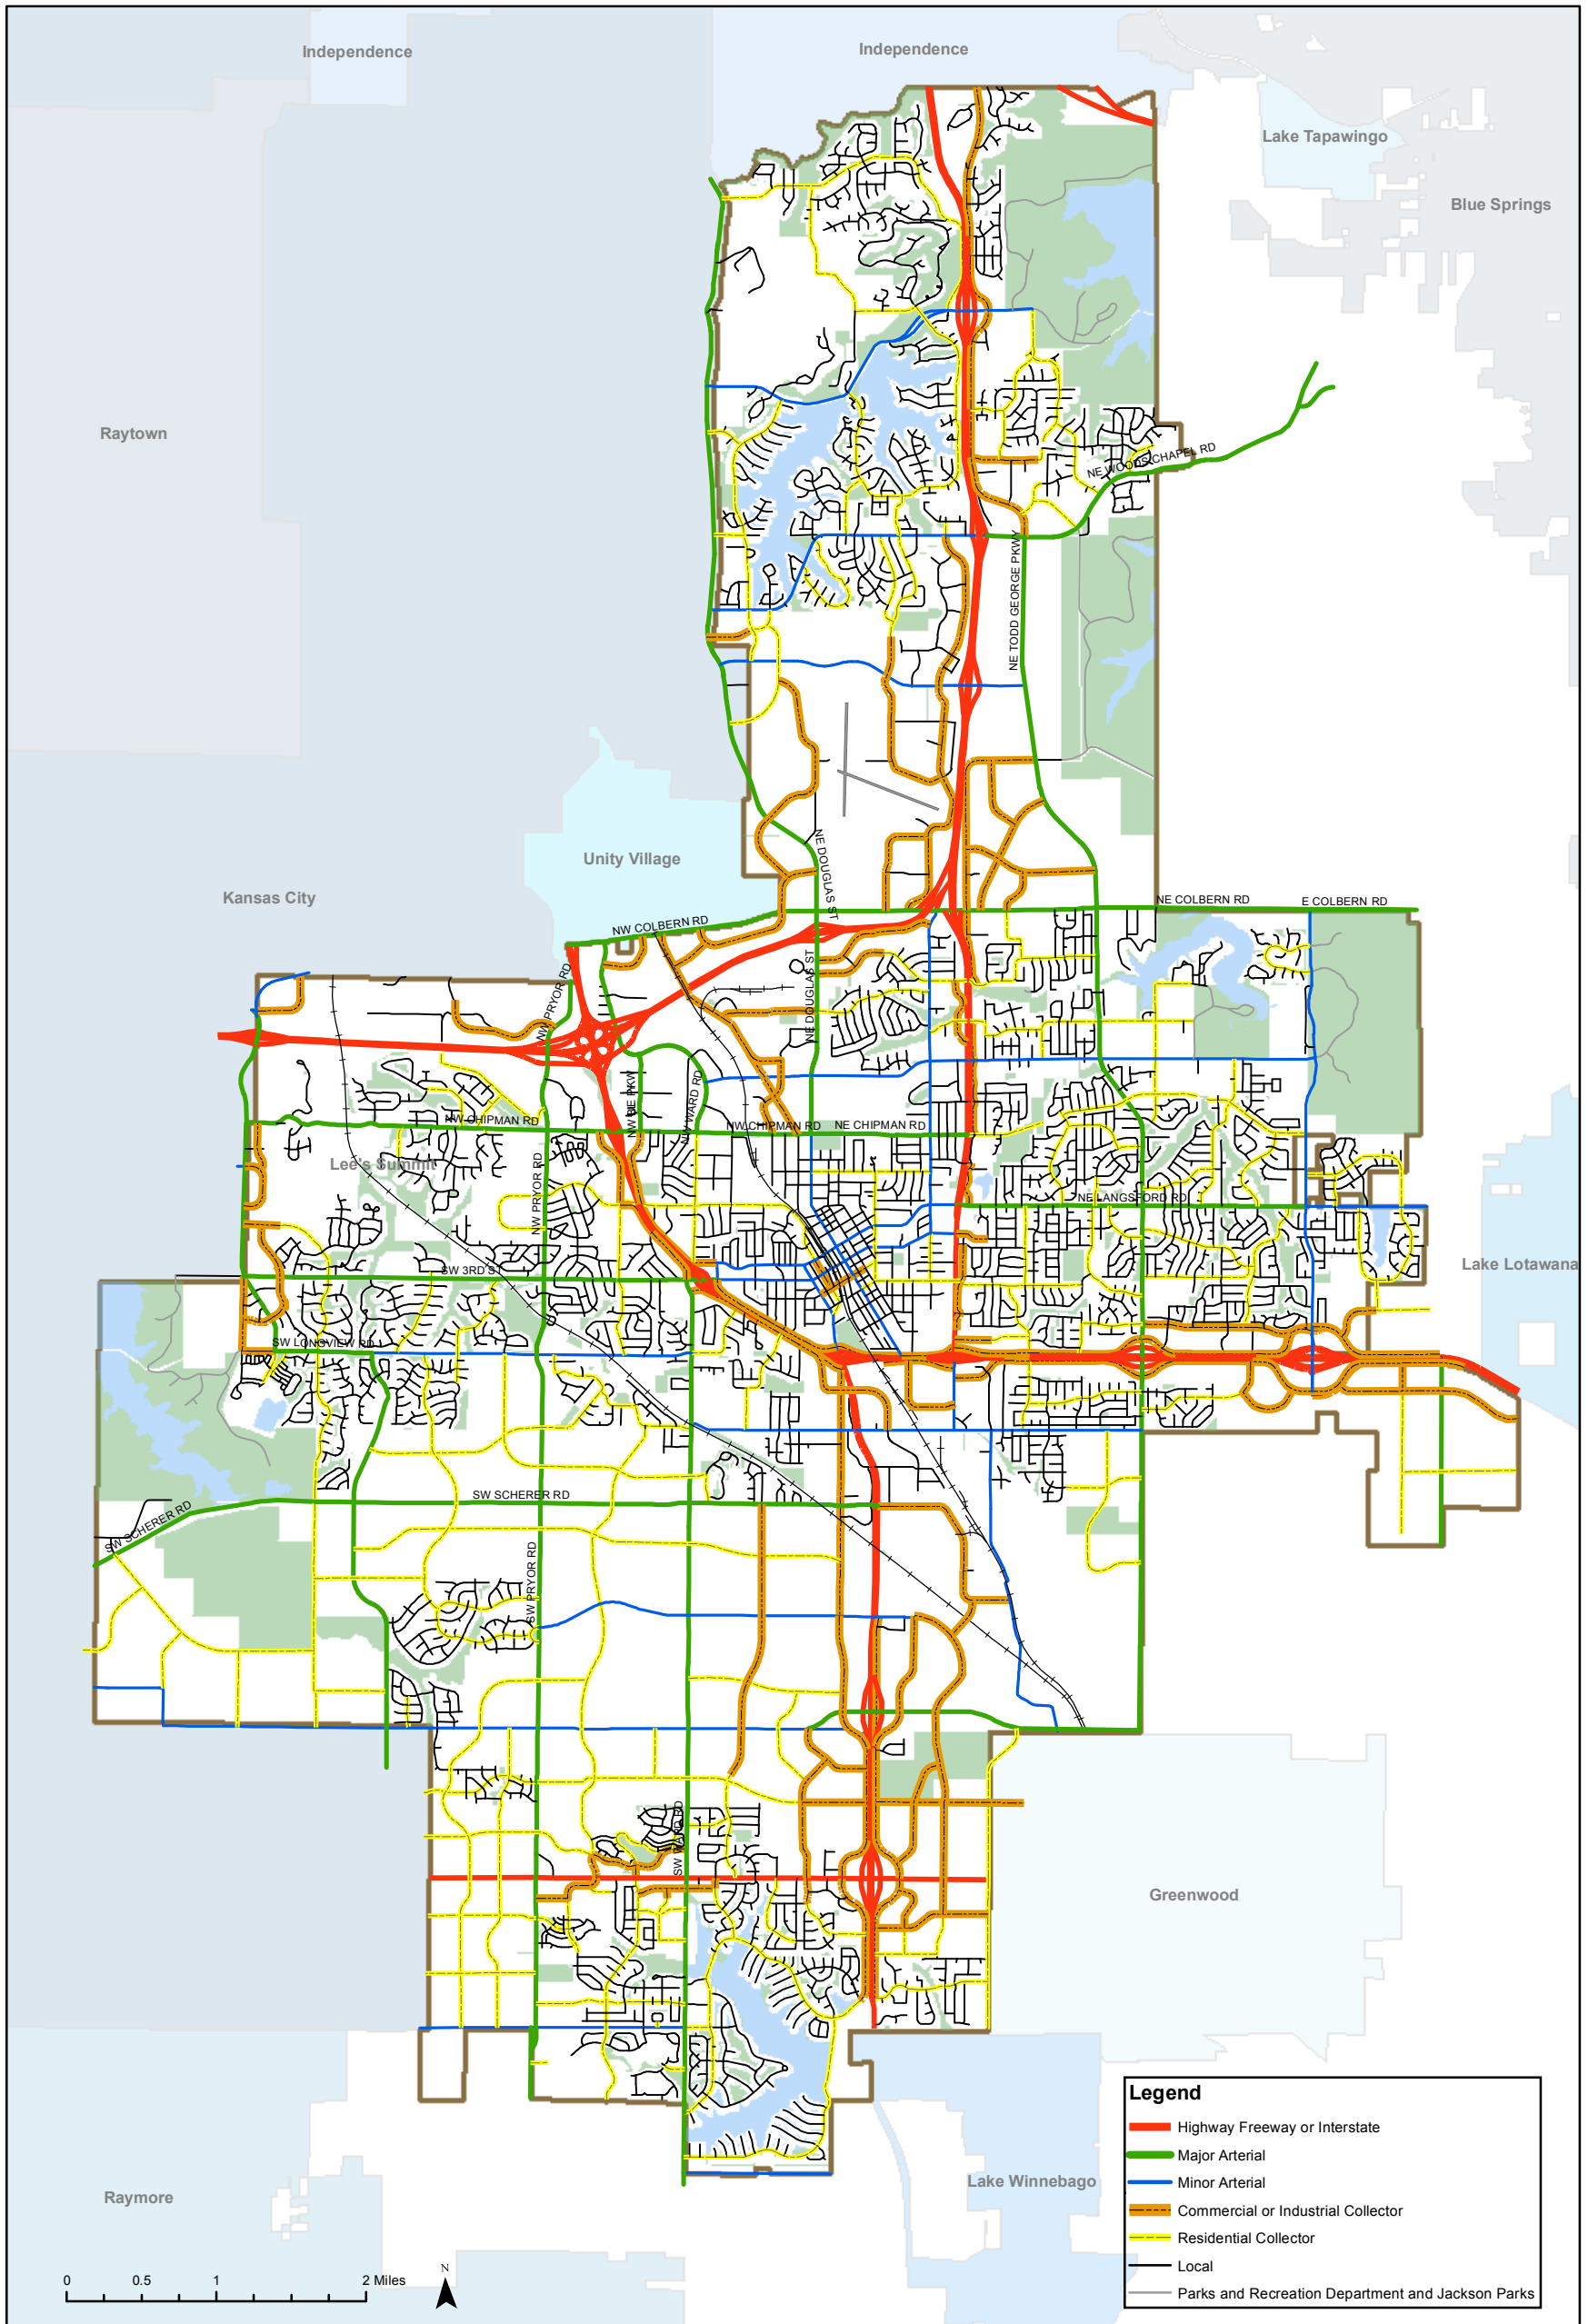 Independence
Independence
Lake Tapawingo
Blue Springs
Raytown
NE WOODS CHAPEL RD
NE TODD GEORGE PKWY
Unity Village
NE DOUGLAS ST
Kansas City
NE COLBERN RD
E COLBERN RD
NW COLBERN RD
NW PRYOR RD
NE DOUGLAS ST
NW WARD RD
NW CHIPMAN RD
NW CHIPMAN RD
NE CHIPMAN RD
Lee's Summit
NW PRYOR RD
NE LANGSFORD RD
SW 3RD ST
Lake Lotawana
SW LONGVIEW RD
SW SCHERER RD
SW SCHERER RD
SW PRYOR RD
SW WARD RD
Greenwood
Lake Winnebago
Raymore
0 0.5 1 2 Miles
N
Legend
Highway Freeway or Interstate
Major Arterial
Minor Arterial
Commercial or Industrial Collector
Residential Collector
Local
Parks and Recreation Department and Jackson Parks